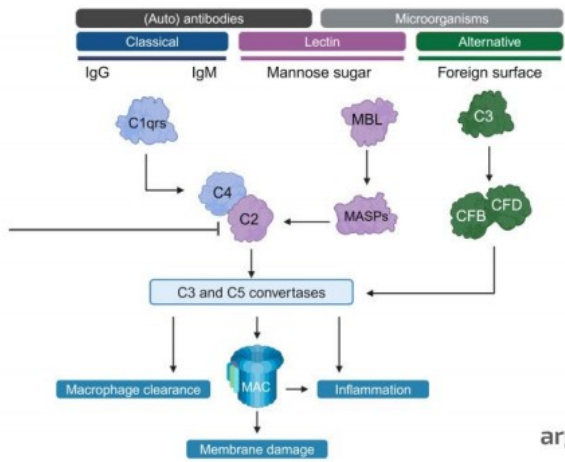 (Auto) antibodies
Microorganisms
Classical
Lectin
Alternative
IgG
IgM
Mannose sugar
Foreign surface
C1qrs
MBL
C3
C4
C2
MASPs
CFB
CFD
C3 and C5 convertases
Macrophage clearance
MAC
Inflammation
Membrane damage